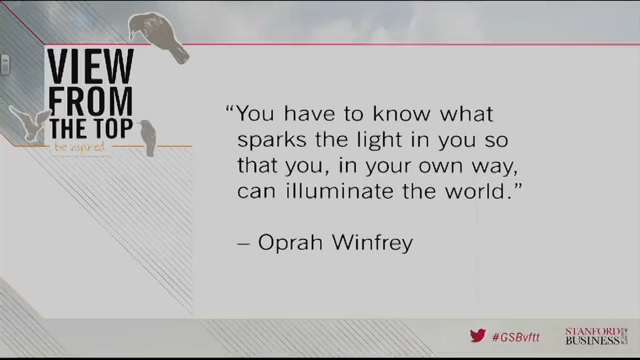 VIEW
FROM
THE TOP
be inspired
“You have to know what
sparks the light in you so
that you, in your own way,
can illuminate the world.”
– Oprah Winfrey
#GSBvftt
STANFORD
BUSINESS